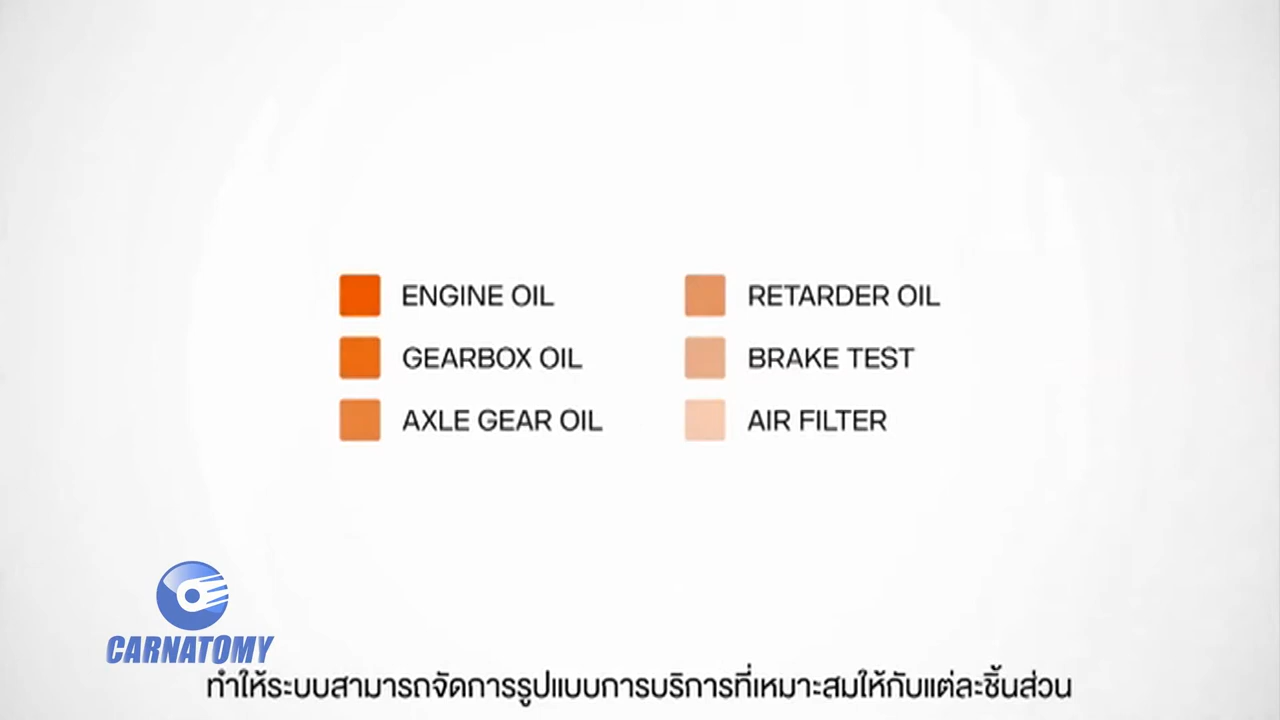 ENGINE OIL
GEARBOX OIL
AXLE GEAR OIL
RETARDER OIL
BRAKE TEST
AIR FILTER
CARNATOMY
ทำให้ระบบสามารถจัดการรูปแบบการบริการที่เหมาะสมให้กับแต่ละชิ้นส่วน